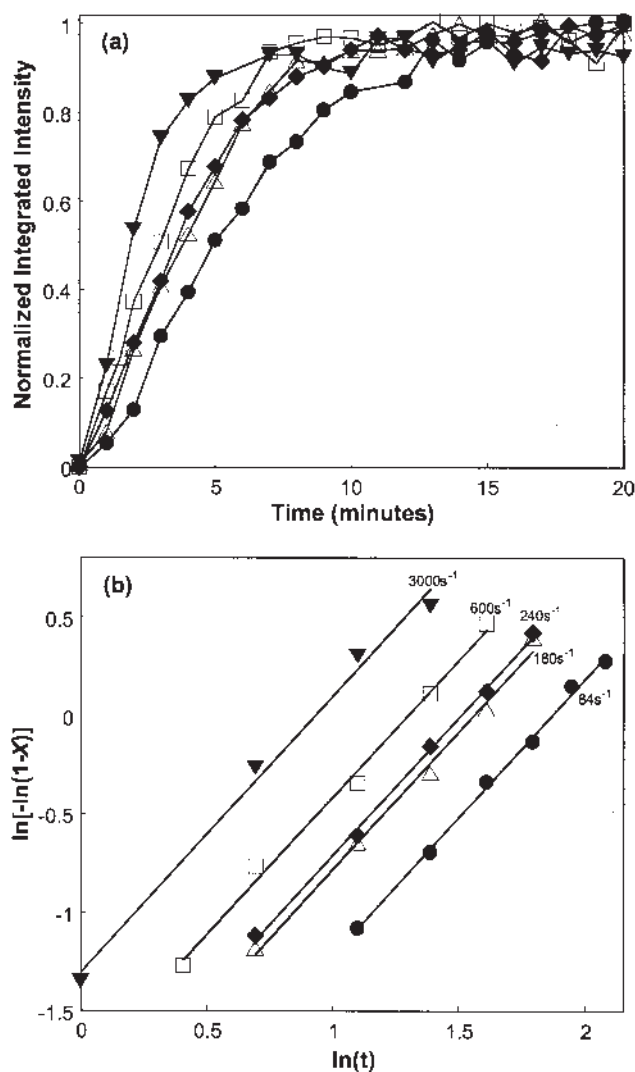 (a)
Normalized Integrated Intensity
1
0.8
0.6
0.4
0.2
0
0 5 10 15 20
Time (minutes)
(b)
3000s⁻¹
600s⁻¹
240s⁻¹
180s⁻¹
84s⁻¹
ln[-ln(1-X)]
0.5
0
-0.5
-1
-1.5
0 0.5 1 1.5 2
ln(t)